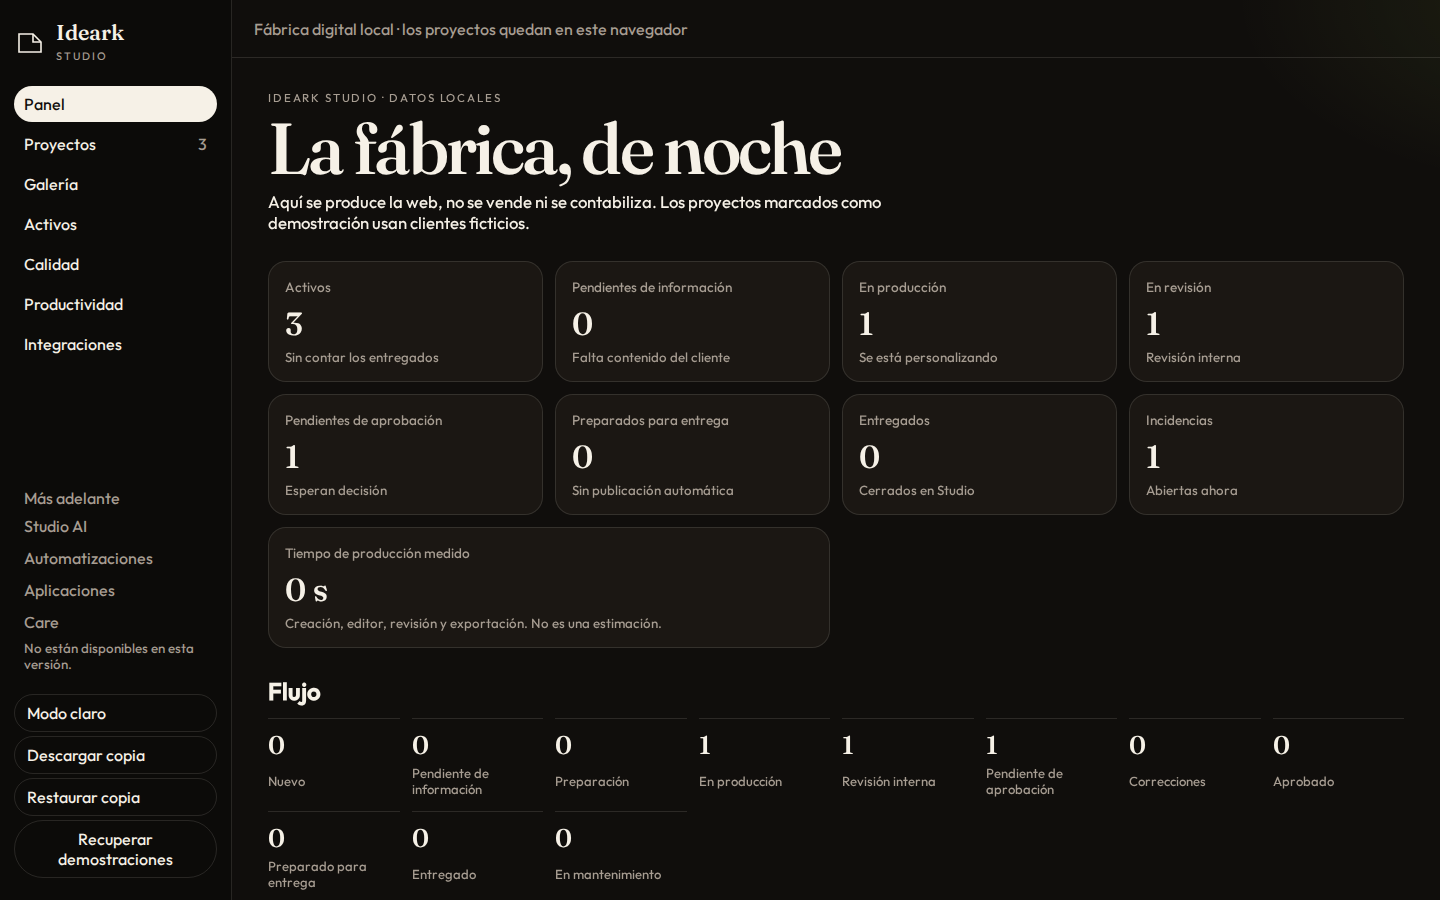 Ideark
STUDIO
Panel
Proyectos 3
Galería
Activos
Calidad
Productividad
Integraciones
Más adelante
Studio AI
Automatizaciones
Aplicaciones
Care
No están disponibles en esta
versión.
Modo claro
Descargar copia
Restaurar copia
Recuperar
demostraciones
Fábrica digital local · los proyectos quedan en este navegador
IDEARK STUDIO · DATOS LOCALES
La fábrica, de noche
Aquí se produce la web, no se vende ni se contabiliza. Los proyectos marcados como
demostración usan clientes ficticios.
Activos
3
Sin contar los entregados
Pendientes de información
0
Falta contenido del cliente
En producción
1
Se está personalizando
En revisión
1
Revisión interna
Pendientes de aprobación
1
Esperan decisión
Preparados para entrega
0
Sin publicación automática
Entregados
0
Cerrados en Studio
Incidencias
1
Abiertas ahora
Tiempo de producción medido
0 s
Creación, editor, revisión y exportación. No es una estimación.
Flujo
0
Nuevo
0
Pendiente de
información
0
Preparación
1
En producción
1
Revisión interna
1
Pendiente de
aprobación
0
Correcciones
0
Aprobado
0
Preparado para
entrega
0
Entregado
0
En mantenimiento